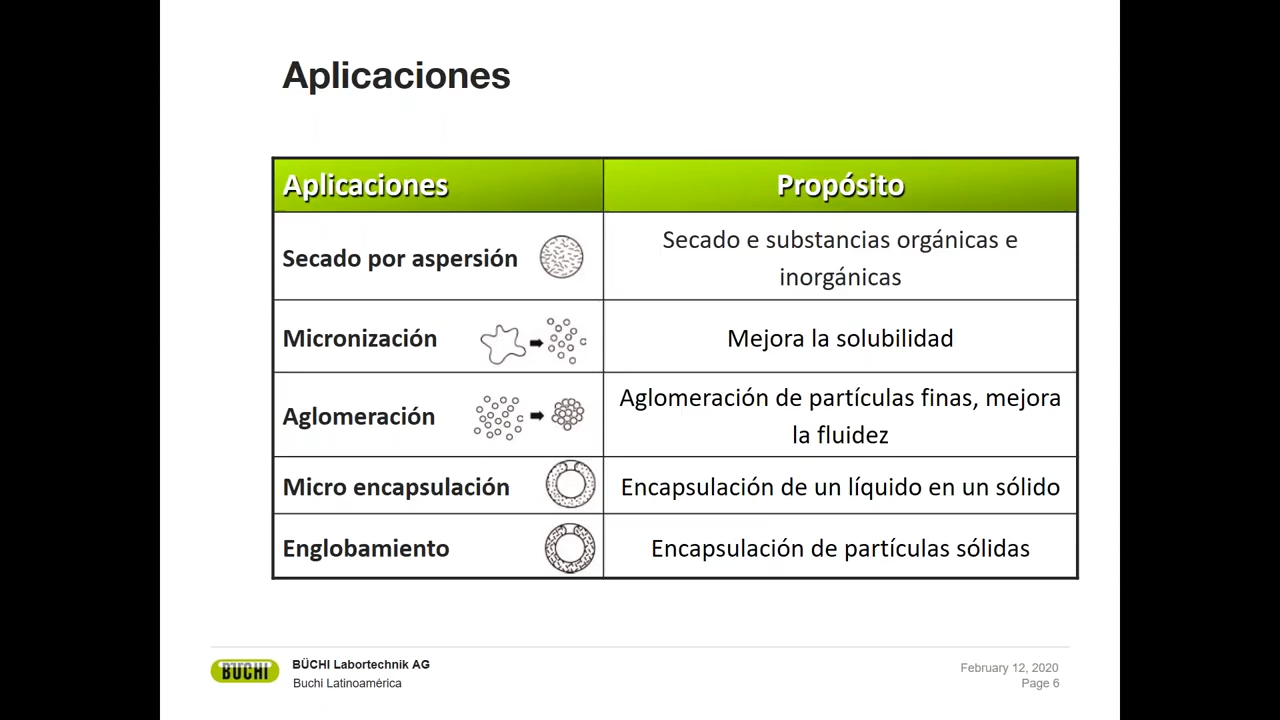 Aplicaciones
Aplicaciones
Propósito
Secado por aspersión
Secado e substancias orgánicas e
inorgánicas
Micronización
Mejora la solubilidad
Aglomeración
Aglomeración de partículas finas, mejora
la fluidez
Micro encapsulación
Encapsulación de un líquido en un sólido
Englobamiento
Encapsulación de partículas sólidas
BUCHI
BÜCHI Labortechnik AG
Buchi Latinoamérica
February 12, 2020
Page 6